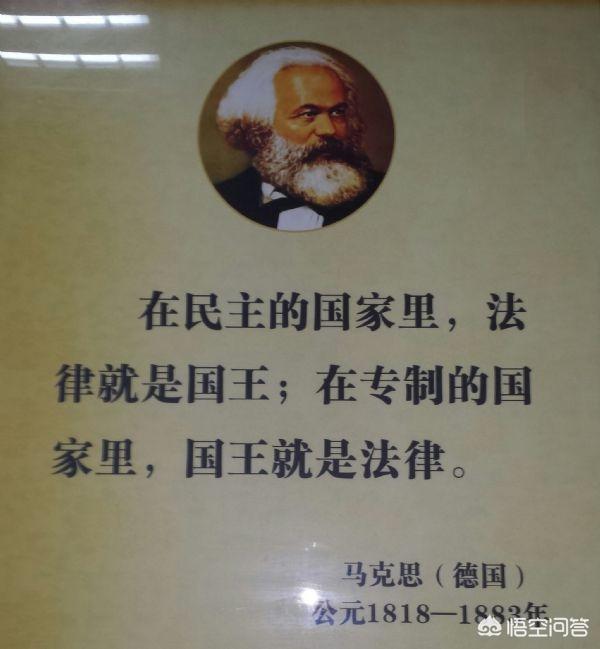 在民主的国家里，法
律就是国王；在专制的国
家里，国王就是法律。
马克思（德国）
公元1818—1883年
悟空问答